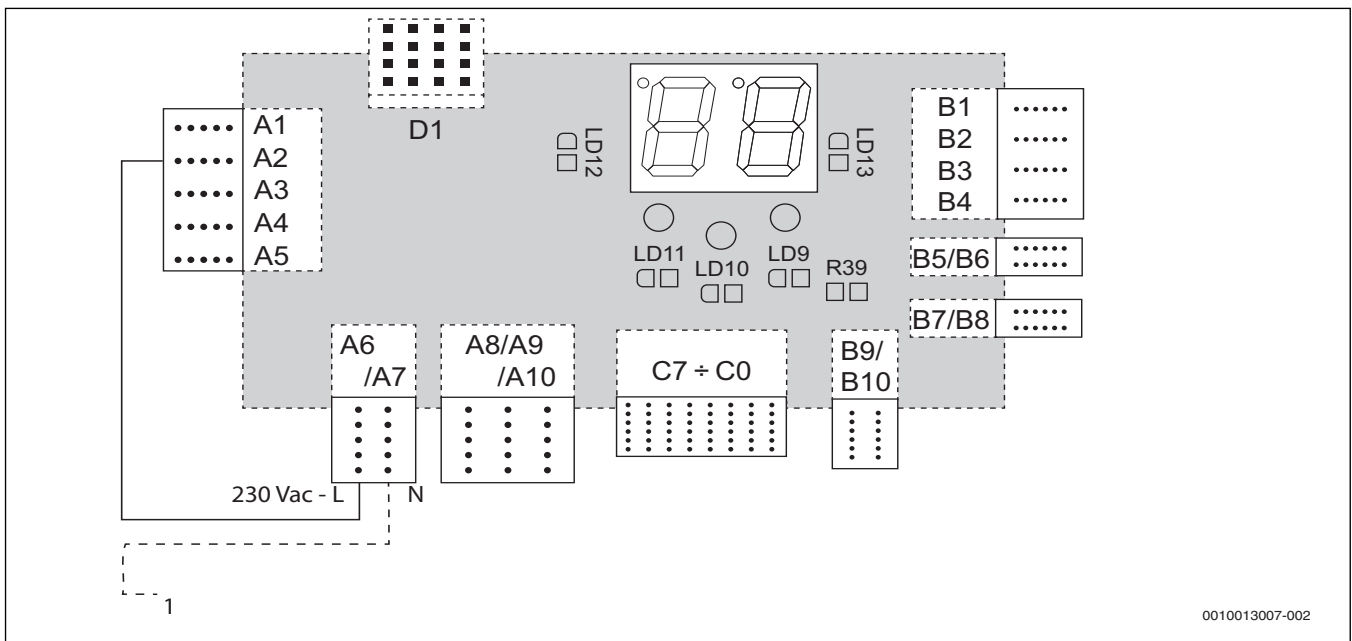 D1
A1
A2
A3
A4
A5
LD12
LD13
B1
B2
B3
B4
LD11
LD10
LD9
R39
B5/B6
B7/B8
A6
/A7
A8/A9
/A10
C7 ÷ C0
B9/
B10
230 Vac - L
N
1
0010013007-002